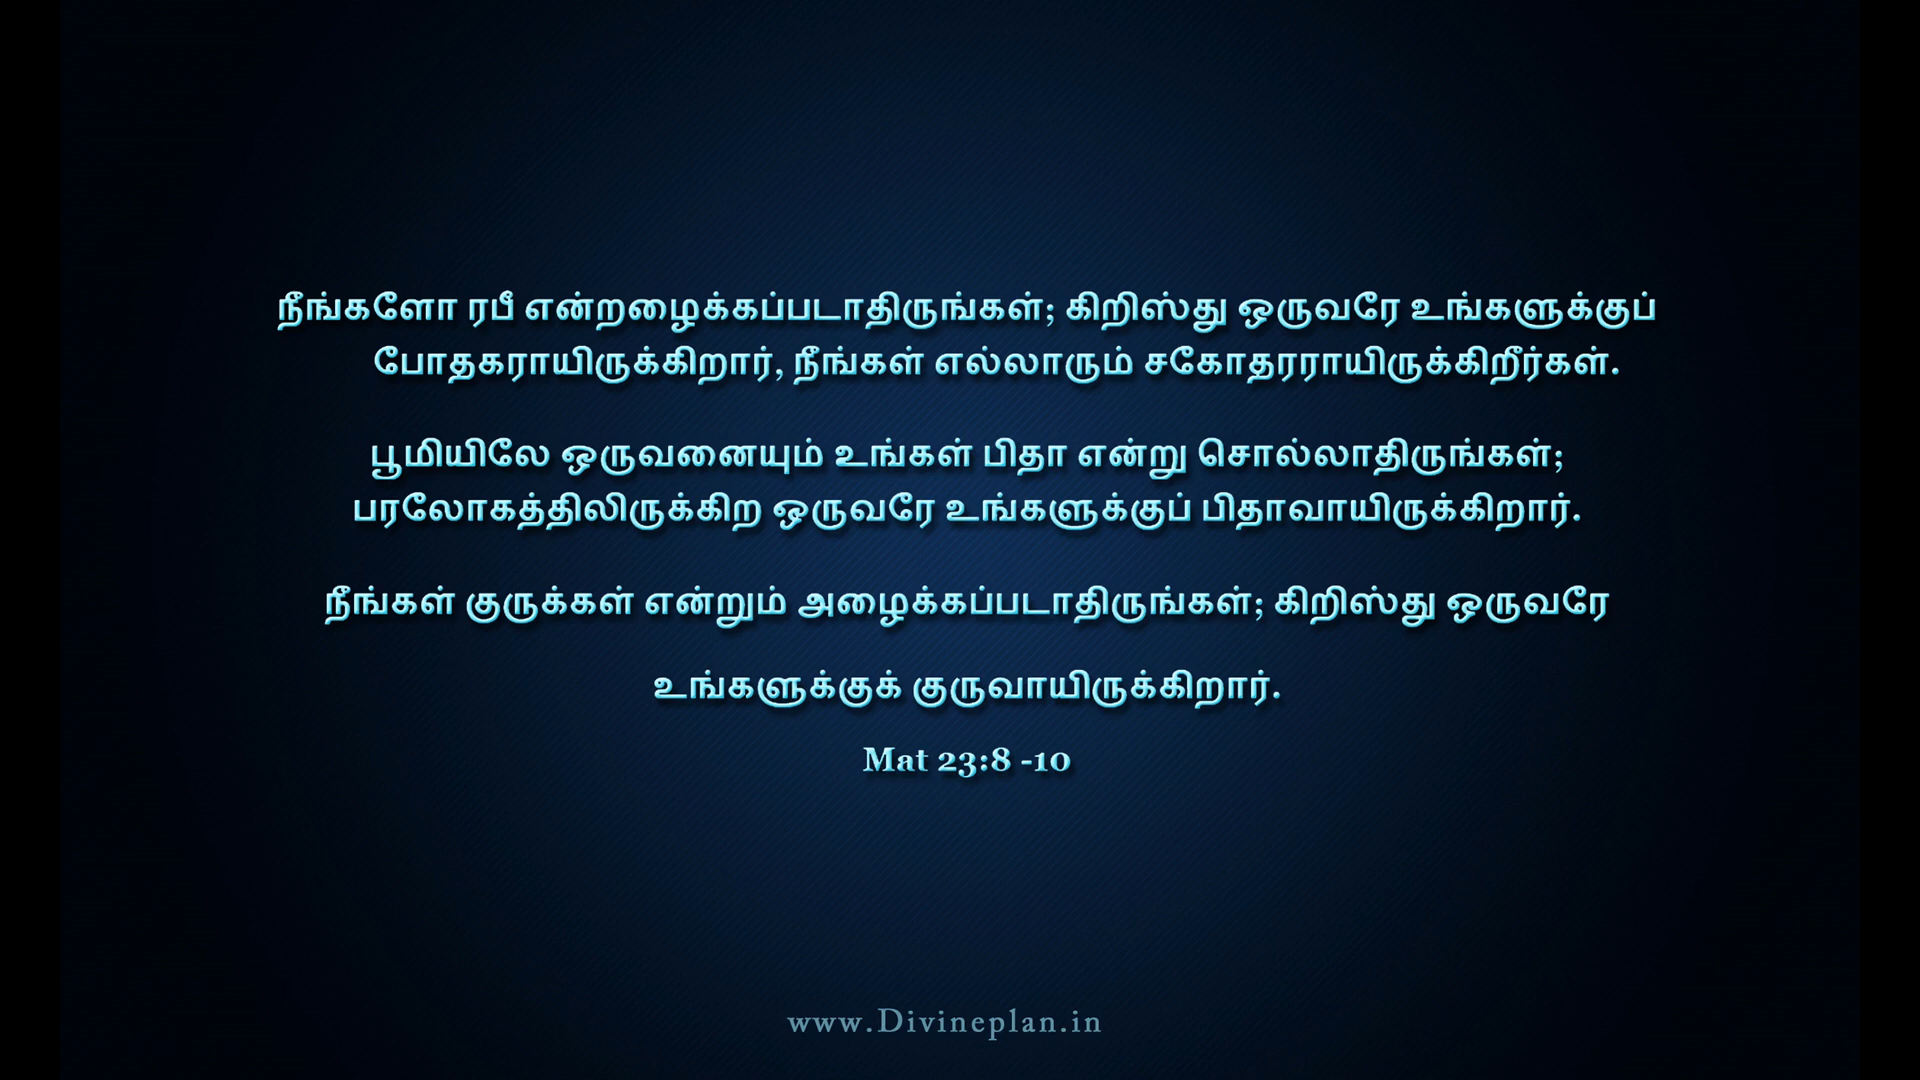 நீங்களோ ரபீ என்றழைக்கப்படாதிருங்கள்; கிறிஸ்து ஒருவரே உங்களுக்குப்
போதகராயிருக்கிறார், நீங்கள் எல்லாரும் சகோதரராயிருக்கிறீர்கள்.
பூமியிலே ஒருவனையும் உங்கள் பிதா என்று சொல்லாதிருங்கள்;
பரலோகத்திலிருக்கிற ஒருவரே உங்களுக்குப் பிதாவாயிருக்கிறார்.
நீங்கள் குருக்கள் என்றும் அழைக்கப்படாதிருங்கள்; கிறிஸ்து ஒருவரே
உங்களுக்குக் குருவாயிருக்கிறார்.
Mat 23:8 -10
www.Divineplan.in